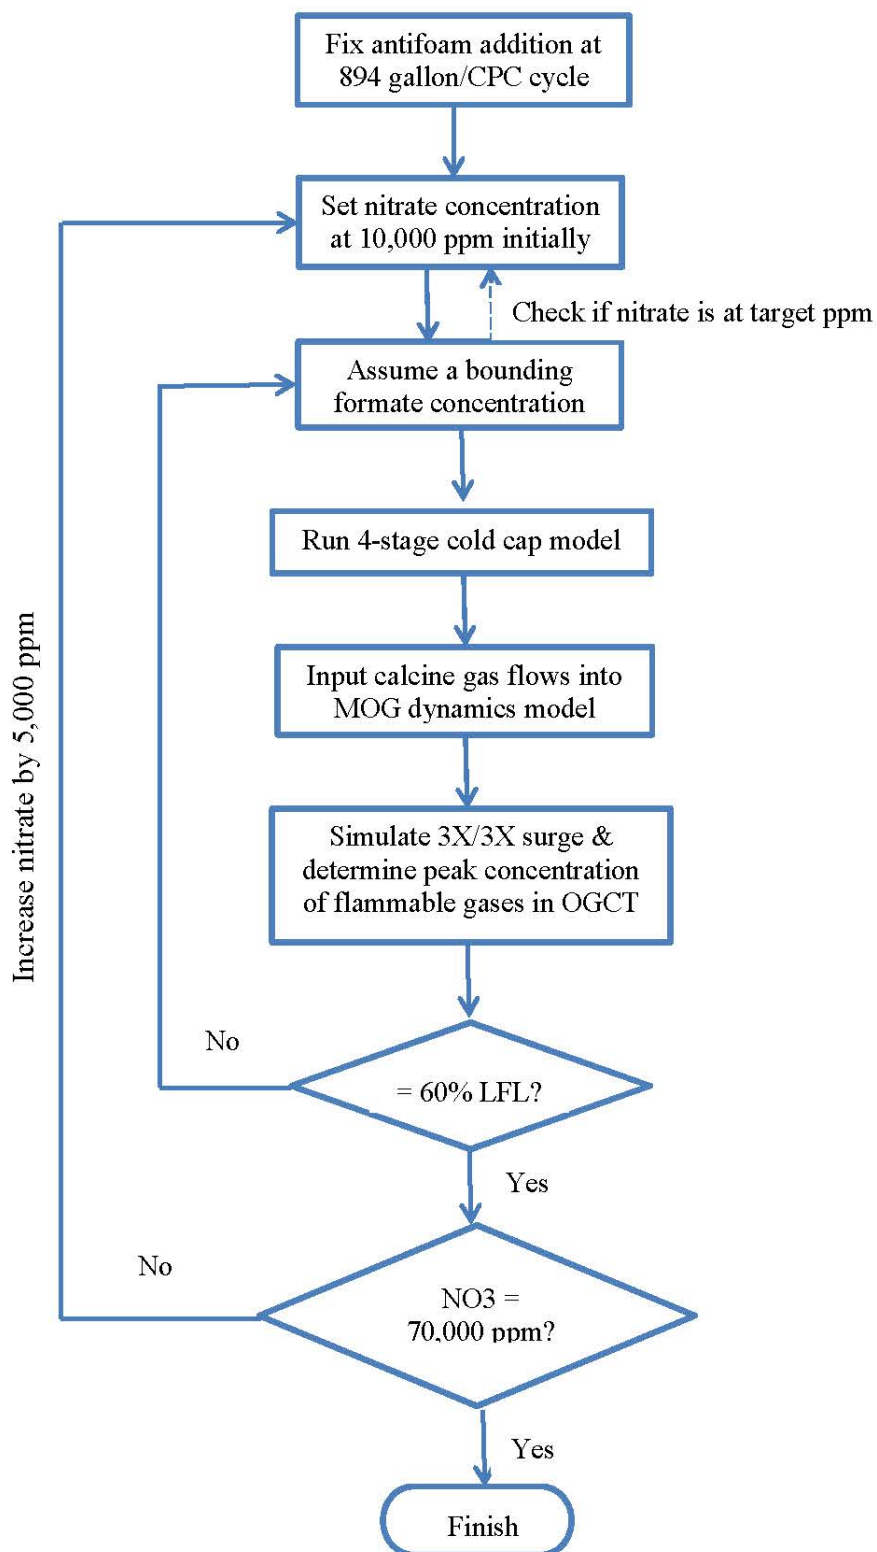 Fix antifoam addition at
894 gallon/CPC cycle
Set nitrate concentration
at 10,000 ppm initially
Check if nitrate is at target ppm
Assume a bounding
formate concentration
Run 4-stage cold cap model
Input calcine gas flows into
MOG dynamics model
Increase nitrate by 5,000 ppm
Simulate 3X/3X surge &
determine peak concentration
of flammable gases in OGCT
No
= 60% LFL?
Yes
No
NO3 =
70,000 ppm?
Yes
Finish